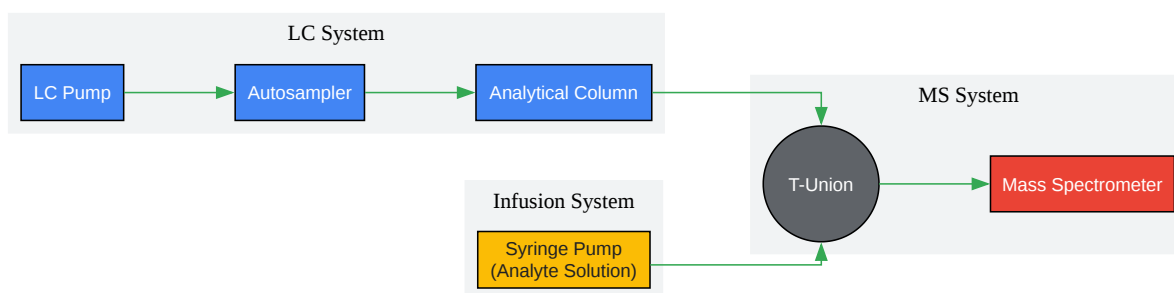 LC System
LC Pump
Autosampler
Analytical Column
MS System
T-Union
Mass Spectrometer
Infusion System
Syringe Pump
(Analyte Solution)